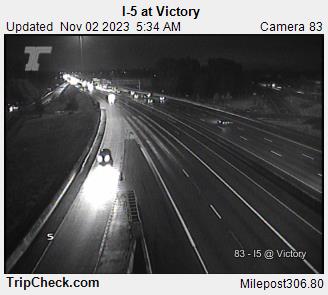 I-5 at Victory
Updated Nov 02 2023 5:34 AM Camera 83
T
S
83 - I5 @ Victory
TripCheck.com Milepost306.80